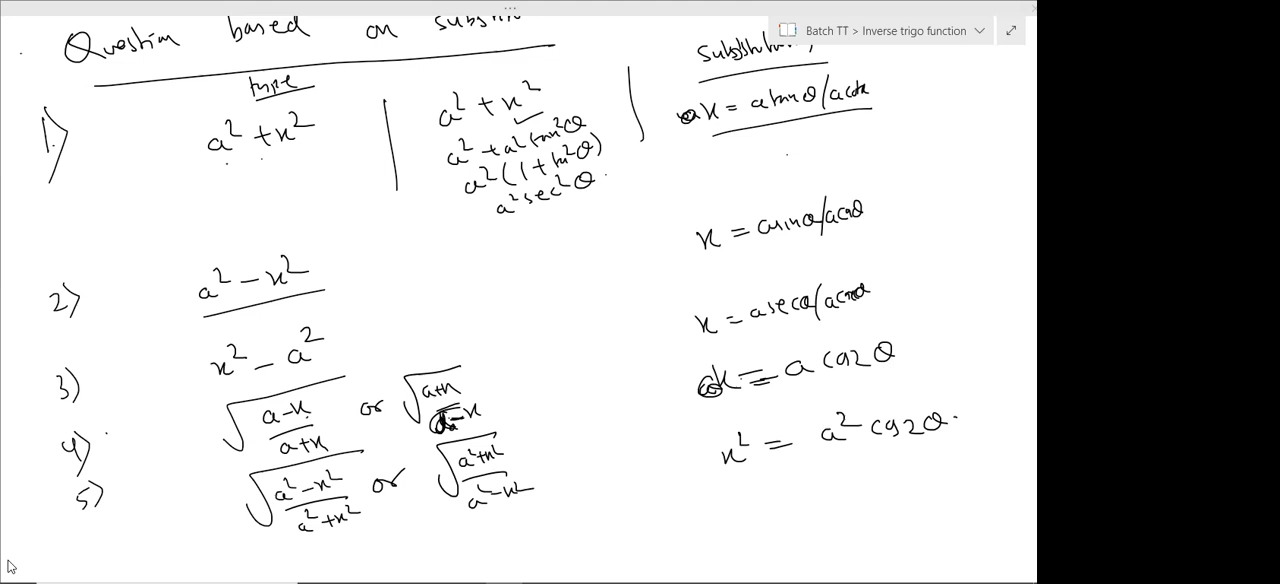 Question based on substitu
Batch TT > Inverse trigo function
type
substitution
1) a² + x² | a² + x² | x = a tanθ / a cotθ
a² + a² tan²θ
a² (1 + tan²θ)
a² sec²θ
x = a sinθ / a cosθ
2) a² − x²
x = a secθ /
3) x² − a²
x = a cos2θ
4) √(a−x / a+x) or √(a+x / a−x)
x² = a² cos2θ
5) √(a²−x² / a²+x²) or √(a²+x² / a²−x²)